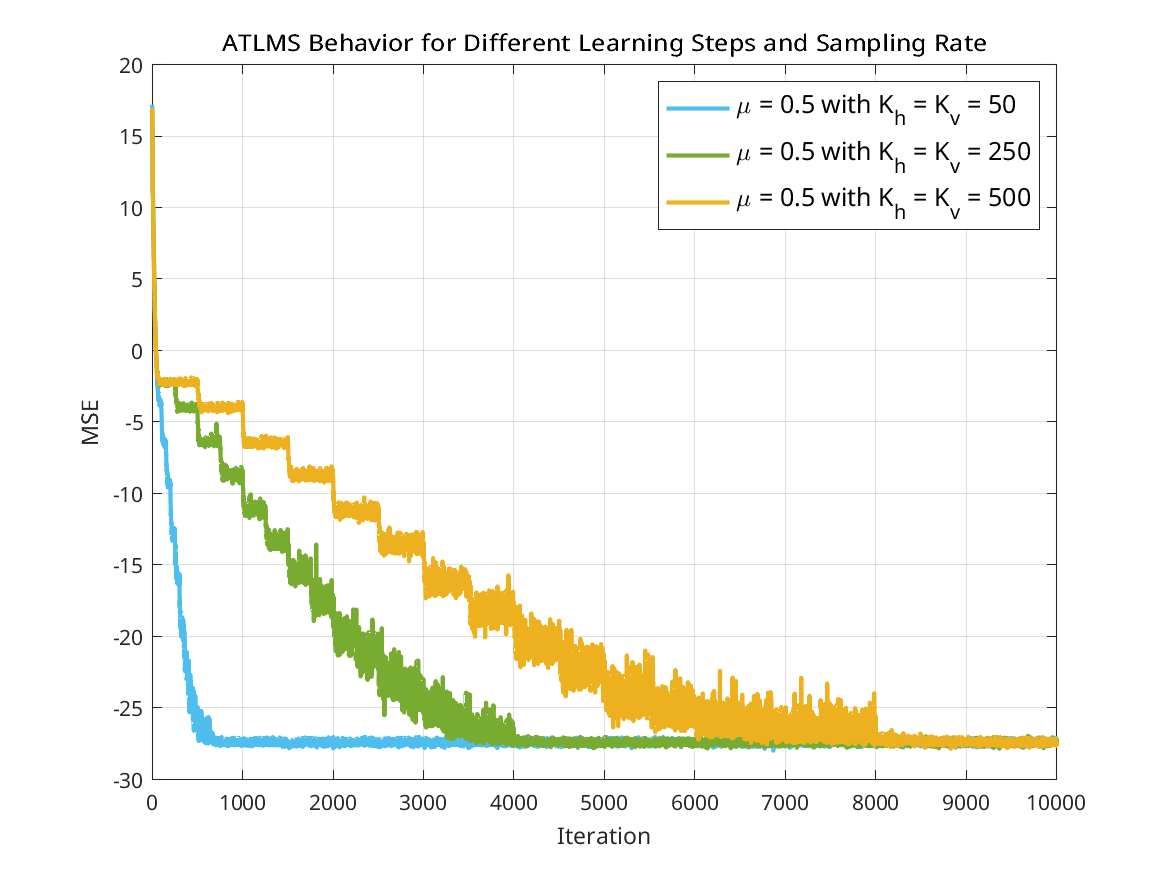 ATLMS Behavior for Different Learning Steps and Sampling Rate
μ = 0.5 with K_h = K_v = 50
μ = 0.5 with K_h = K_v = 250
μ = 0.5 with K_h = K_v = 500
MSE
20
15
10
5
0
-5
-10
-15
-20
-25
-30
0 1000 2000 3000 4000 5000 6000 7000 8000 9000 10000
Iteration